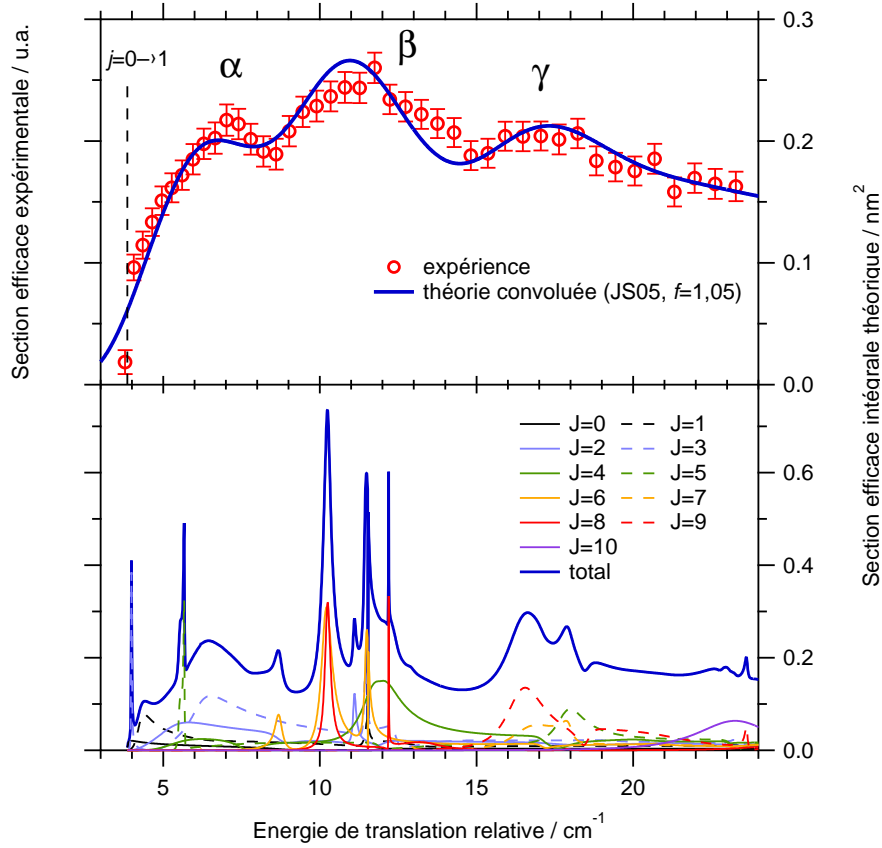 0.3
j=0→1
α
β
γ
0.2
Section efficace expérimentale / u.a.
expérience
théorie convoluée (JS05, f=1,05)
0.1
0.0
Section efficace intégrale théorique / nm²
J=0 J=1
J=2 J=3
J=4 J=5
J=6 J=7
J=8 J=9
J=10
total
0.6
0.4
0.2
0.0
5 10 15 20
Energie de translation relative / cm⁻¹